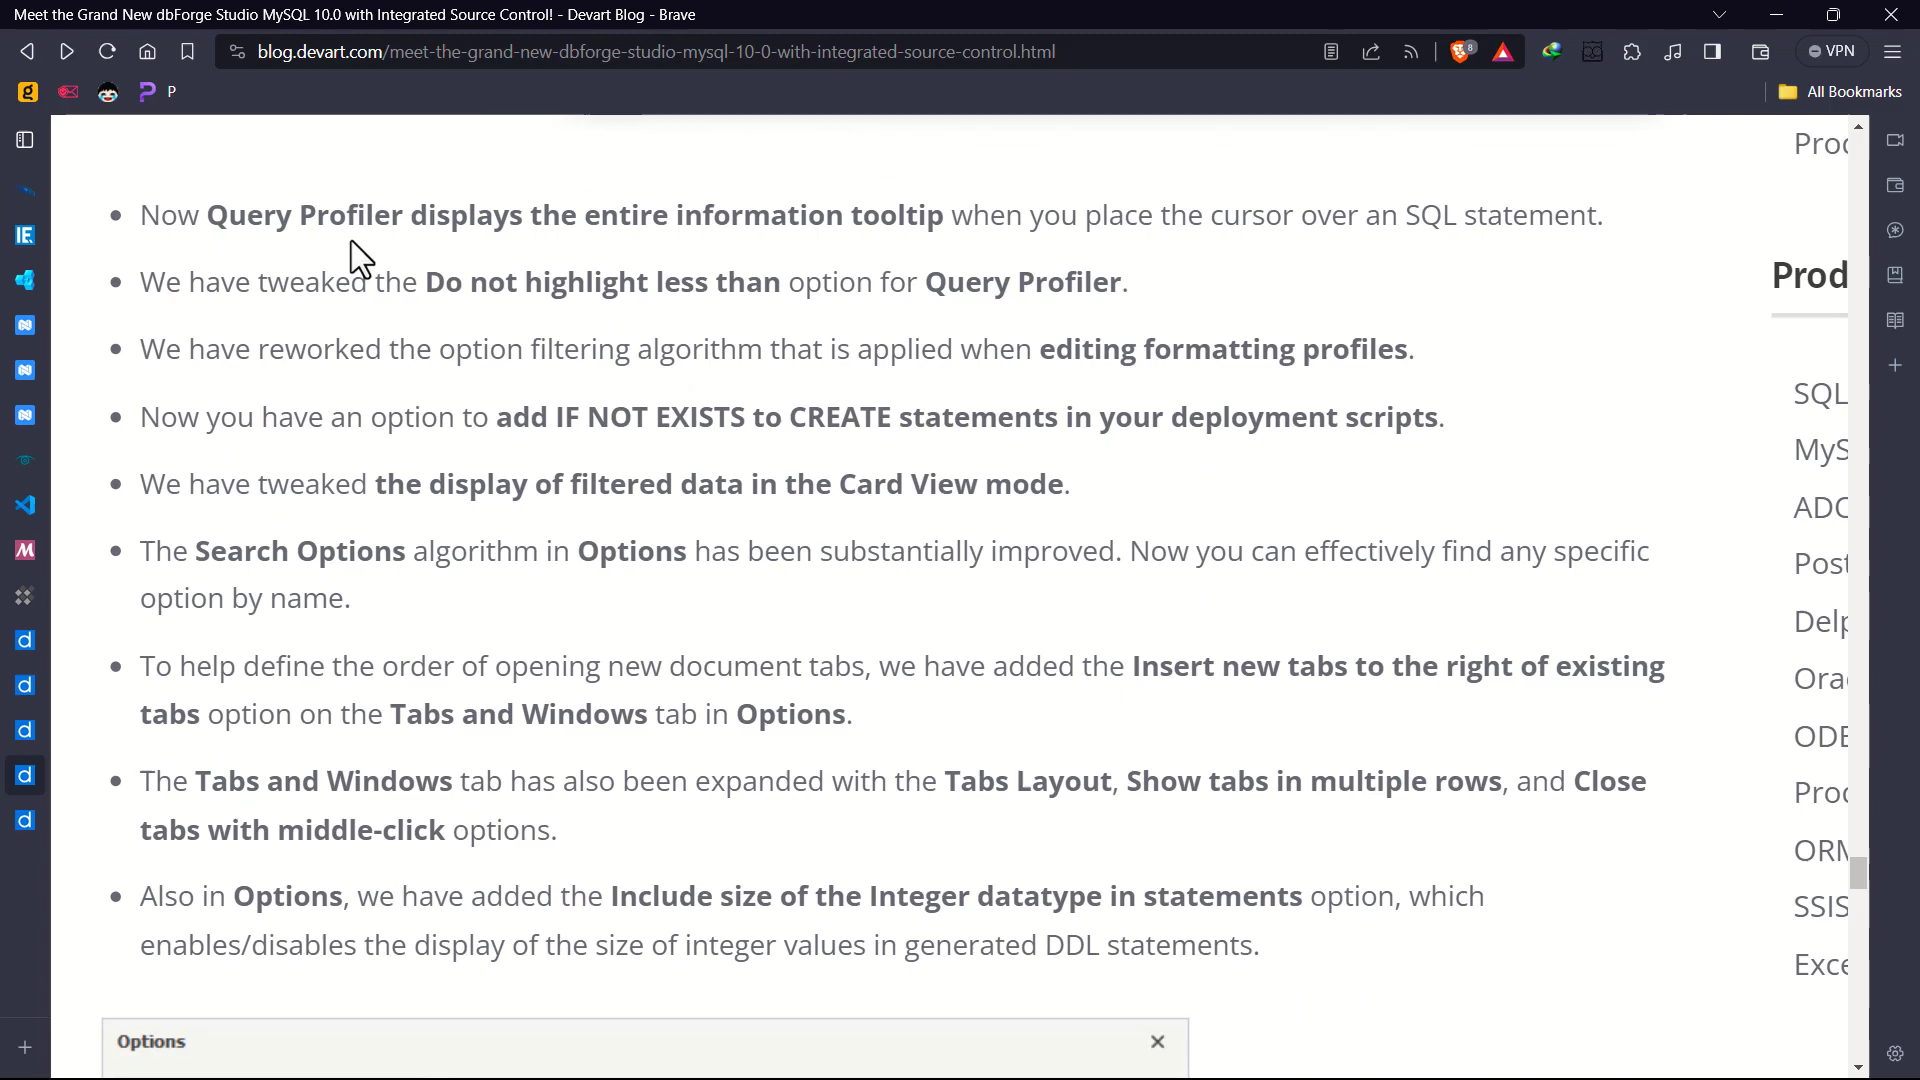 Meet the Grand New dbForge Studio MySQL 10.0 with Integrated Source Control! - Devart Blog - Brave
blog.devart.com/meet-the-grand-new-dbforge-studio-mysql-10-0-with-integrated-source-control.html
8
VPN
P
All Bookmarks
Now Query Profiler displays the entire information tooltip when you place the cursor over an SQL statement.
We have tweaked the Do not highlight less than option for Query Profiler.
We have reworked the option filtering algorithm that is applied when editing formatting profiles.
Now you have an option to add IF NOT EXISTS to CREATE statements in your deployment scripts.
We have tweaked the display of filtered data in the Card View mode.
The Search Options algorithm in Options has been substantially improved. Now you can effectively find any specific
option by name.
To help define the order of opening new document tabs, we have added the Insert new tabs to the right of existing
tabs option on the Tabs and Windows tab in Options.
The Tabs and Windows tab has also been expanded with the Tabs Layout, Show tabs in multiple rows, and Close
tabs with middle-click options.
Also in Options, we have added the Include size of the Integer datatype in statements option, which
enables/disables the display of the size of integer values in generated DDL statements.
Options
Prod
SQL
Post
SSIS